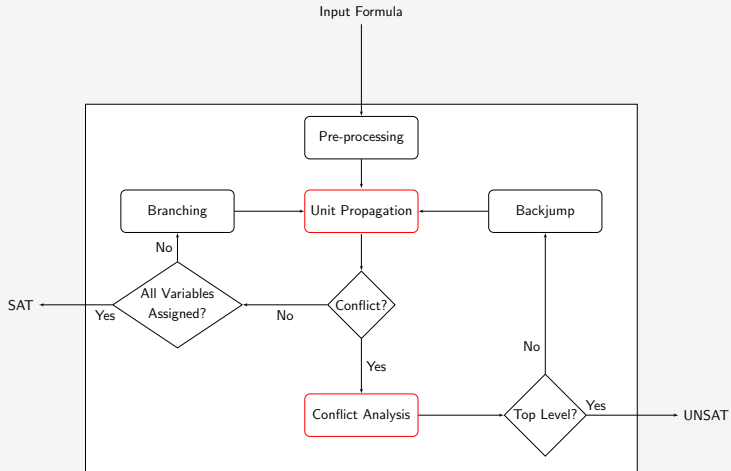 Input Formula
Pre-processing
Branching
Unit Propagation
Backjump
No
All Variables
Assigned?
SAT
Yes
No
Conflict?
Yes
No
Conflict Analysis
Top Level?
Yes
UNSAT